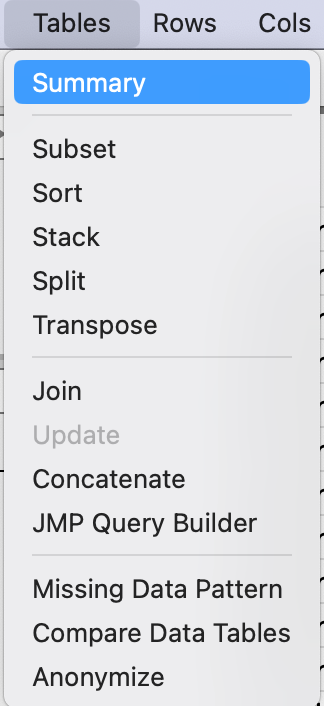 Tables Rows Cols
Summary
Subset
Sort
Stack
Split
Transpose
Join
Update
Concatenate
JMP Query Builder
Missing Data Pattern
Compare Data Tables
Anonymize